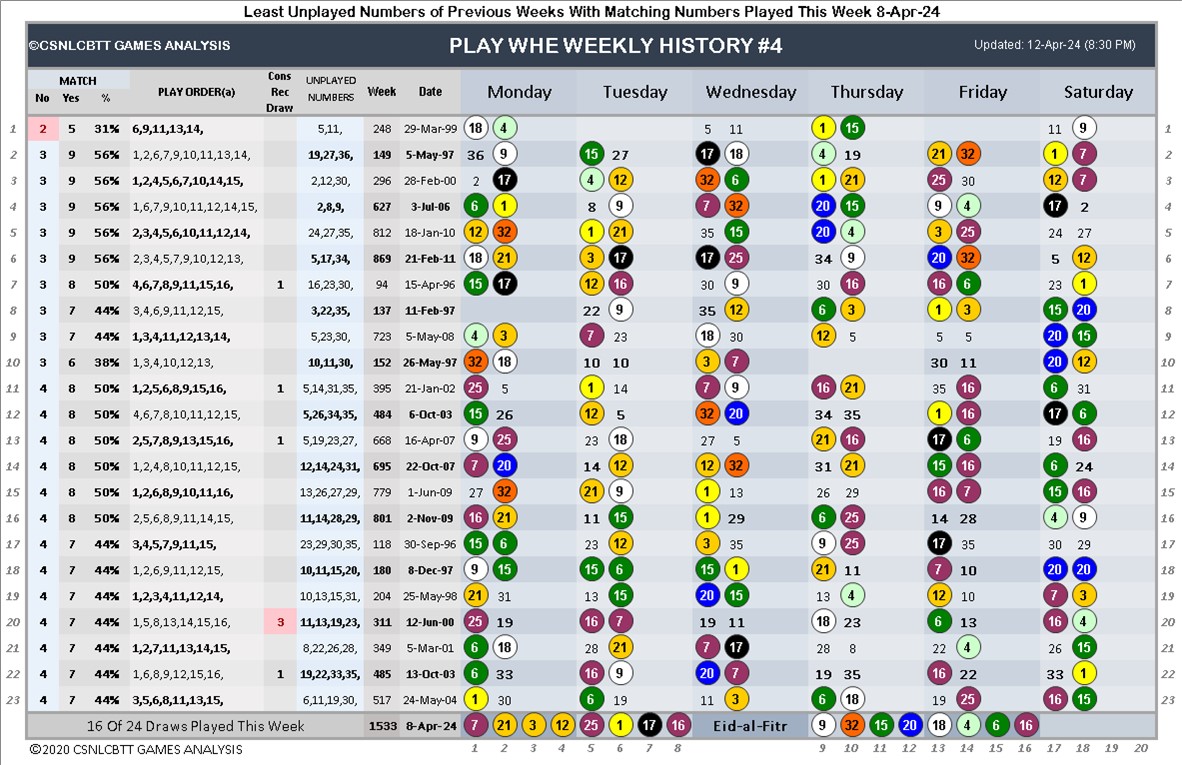 Least Unplayed Numbers of Previous Weeks With Matching Numbers Played This Week 8-Apr-24
©CSNLCBTT GAMES ANALYSIS PLAY WHE WEEKLY HISTORY #4 Updated: 12-Apr-24 (8:30 PM)
MATCH PLAY ORDER(a) Cons Rec Draw UNPLAYED NUMBERS Week Date Monday Tuesday Wednesday Thursday Friday Saturday
No Yes %
1 2 5 31% 6,9,11,13,14, 5,11, 248 29-Mar-99 18 4 5 11 1 15 11 9 1
2 3 9 56% 1,2,6,7,9,10,11,13,14, 19,27,36, 149 5-May-97 36 9 15 27 17 18 4 19 21 32 1 7 2
3 3 9 56% 1,2,4,5,6,7,10,14,15, 2,12,30, 296 28-Feb-00 2 17 4 12 32 6 1 21 25 30 12 7 3
4 3 9 56% 1,6,7,9,10,11,12,14,15, 2,8,9, 627 3-Jul-06 6 1 8 9 7 32 20 15 9 4 17 2 4
5 3 9 56% 2,3,4,5,6,10,11,12,14, 24,27,35, 812 18-Jan-10 12 32 1 21 35 15 20 4 3 25 24 27 5
6 3 9 56% 2,3,4,5,7,9,10,12,13, 5,17,34, 869 21-Feb-11 18 21 3 17 17 25 34 9 20 32 5 12 6
7 3 8 50% 4,6,7,8,9,11,15,16, 1 16,23,30, 94 15-Apr-96 15 17 12 16 30 9 30 16 16 6 23 1 7
8 3 7 44% 3,4,6,9,11,12,15, 3,22,35, 137 11-Feb-97 22 9 35 12 6 3 1 3 15 20 8
9 3 7 44% 1,3,4,11,12,13,14, 5,23,30, 723 5-May-08 4 3 7 23 18 30 12 5 5 5 20 15 9
10 3 6 38% 1,3,4,10,12,13, 10,11,30, 152 26-May-97 32 18 10 10 3 7 30 11 20 12 10
11 4 8 50% 1,2,5,6,8,9,15,16, 1 5,14,31,35, 395 21-Jan-02 25 5 1 14 7 9 16 21 35 16 6 31 11
12 4 8 50% 4,6,7,8,10,11,12,15, 5,26,34,35, 484 6-Oct-03 15 26 12 5 32 20 34 35 1 16 17 6 12
13 4 8 50% 2,5,7,8,9,13,15,16, 1 5,19,23,27, 668 16-Apr-07 9 25 23 18 27 5 21 16 17 6 19 16 13
14 4 8 50% 1,2,4,8,10,11,12,15, 12,14,24,31, 695 22-Oct-07 7 20 14 12 12 32 31 21 15 16 6 24 14
15 4 8 50% 1,2,6,8,9,10,11,16, 13,26,27,29, 779 1-Jun-09 27 32 21 9 1 13 26 29 16 7 15 16 15
16 4 8 50% 2,5,6,8,9,11,14,15, 11,14,28,29, 801 2-Nov-09 16 21 11 15 1 29 6 25 14 28 4 9 16
17 4 7 44% 3,4,5,7,9,11,15, 23,29,30,35, 118 30-Sep-96 15 6 23 12 3 35 9 25 17 35 30 29 17
18 4 7 44% 1,2,6,9,11,12,15, 10,11,15,20, 180 8-Dec-97 9 15 15 6 15 1 21 11 7 10 20 20 18
19 4 7 44% 1,2,3,4,11,12,14, 10,13,15,31, 204 25-May-98 21 31 13 15 20 15 13 4 12 10 7 3 19
20 4 7 44% 1,5,8,13,14,15,16, 3 11,13,19,23, 311 12-Jun-00 25 19 16 7 19 11 18 23 6 13 16 4 20
21 4 7 44% 1,2,7,11,13,14,15, 8,22,26,28, 349 5-Mar-01 6 18 28 21 7 17 28 8 22 4 26 15 21
22 4 7 44% 1,6,8,9,12,15,16, 1 19,22,33,35, 485 13-Oct-03 6 33 16 9 20 7 19 35 16 22 33 1 22
23 4 7 44% 3,5,6,8,11,13,15, 6,11,19,30, 517 24-May-04 1 30 6 19 11 3 6 18 19 25 16 15 23
16 Of 24 Draws Played This Week 1533 8-Apr-24 7 21 3 12 25 1 17 16 Eid-al-Fitr 9 32 15 20 18 4 6 16
©2020 CSNLCBTT GAMES ANALYSIS 1 2 3 4 5 6 7 8 9 10 11 12 13 14 15 16 17 18 19 20